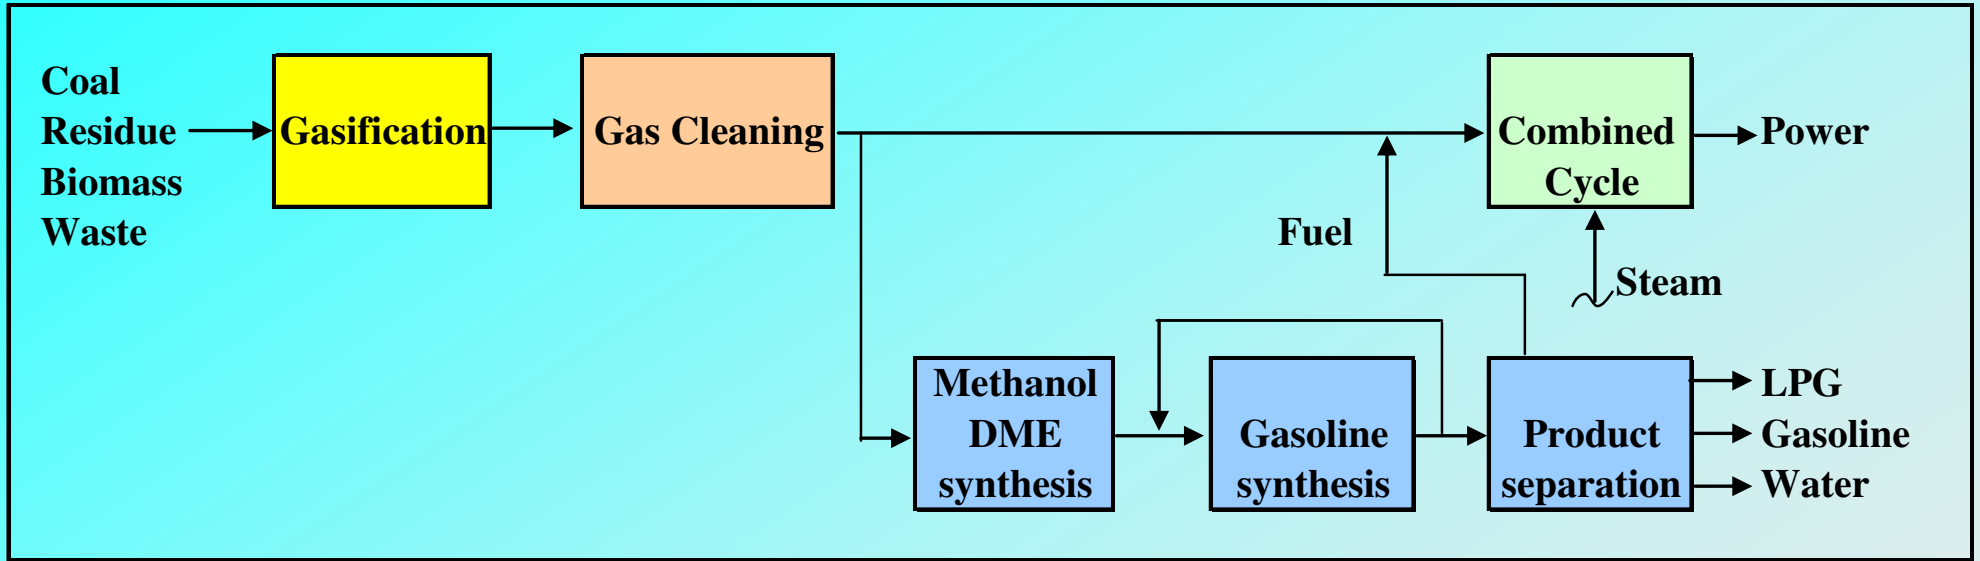 Coal
Residue
Biomass
Waste
Gasification
Gas Cleaning
Combined
Cycle
Power
Fuel
Steam
Methanol
DME
synthesis
Gasoline
synthesis
Product
separation
LPG
Gasoline
Water